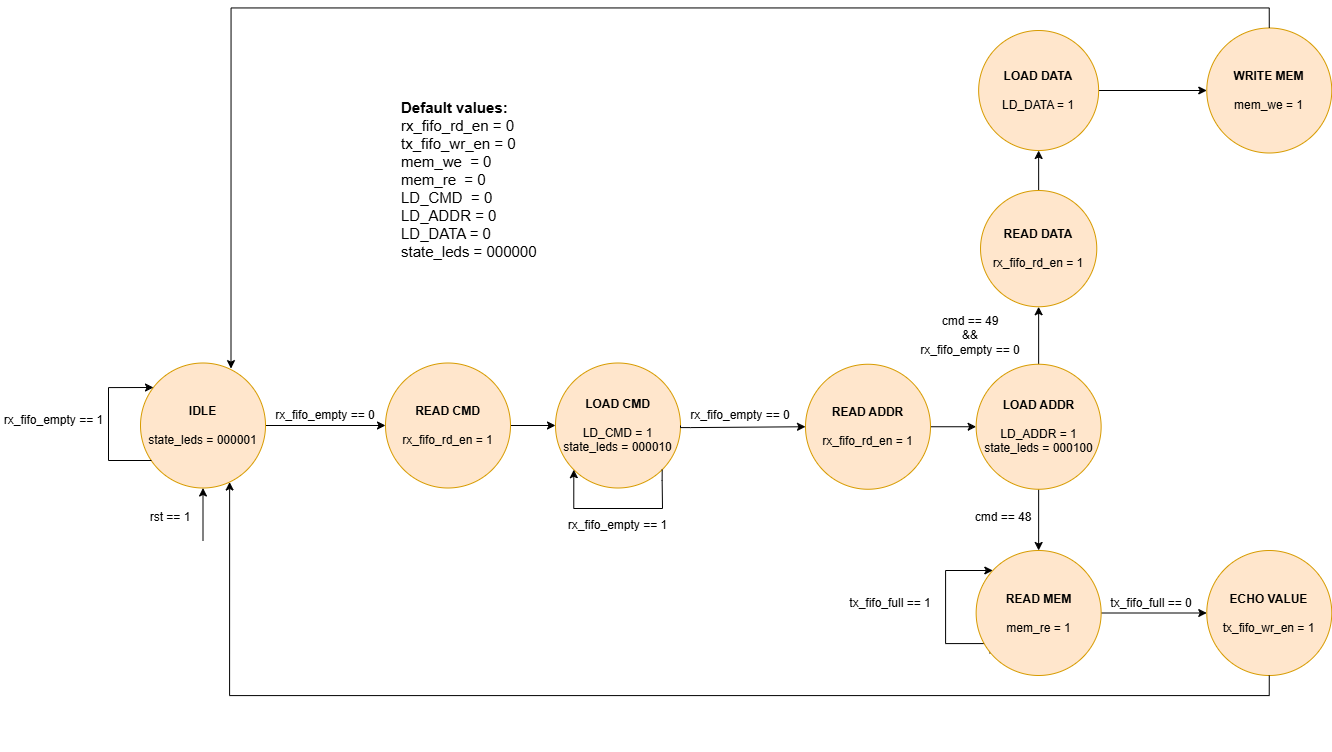 Default values:
rx_fifo_rd_en = 0
tx_fifo_wr_en = 0
mem_we  = 0
mem_re  = 0
LD_CMD  = 0
LD_ADDR = 0
LD_DATA = 0
state_leds = 000000
LOAD DATA
LD_DATA = 1
WRITE MEM
mem_we = 1
READ DATA
rx_fifo_rd_en = 1
cmd == 49
&&
rx_fifo_empty == 0
rx_fifo_empty == 1
IDLE
state_leds = 000001
rst == 1
rx_fifo_empty == 0
READ CMD
rx_fifo_rd_en = 1
LOAD CMD
LD_CMD = 1
state_leds = 000010
rx_fifo_empty == 1
rx_fifo_empty == 0
READ ADDR
rx_fifo_rd_en = 1
LOAD ADDR
LD_ADDR = 1
state_leds = 000100
cmd == 48
tx_fifo_full == 1
READ MEM
mem_re = 1
tx_fifo_full == 0
ECHO VALUE
tx_fifo_wr_en = 1